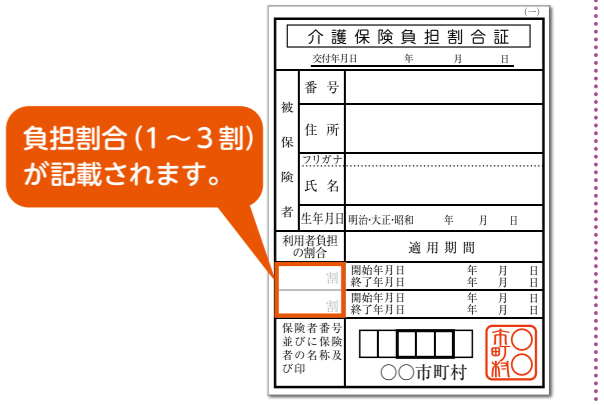 (一)
介護保険負担割合証
交付年月日 年 月 日
被保険者
番号
住所
フリガナ
氏名
生年月日 明治・大正・昭和 年 月 日
利用者負担
の割合
適用期間
割
開始年月日 年 月 日
終了年月日 年 月 日
割
開始年月日 年 月 日
終了年月日 年 月 日
保険者番号
並びに保険
者の名称及
び印
〇〇市町村
市町村〇〇
負担割合(1～3割)
が記載されます。